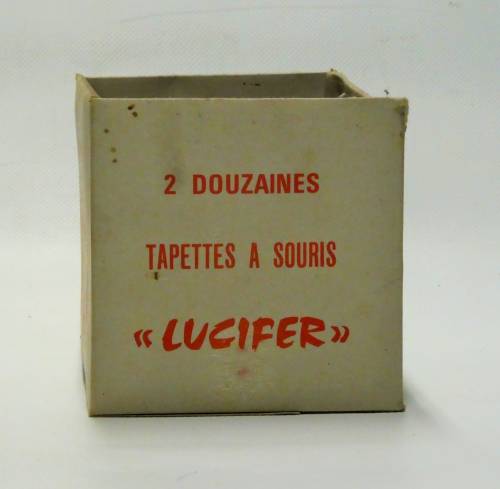 2 DOUZAINES
TAPETTES A SOURIS
« LUCIFER »